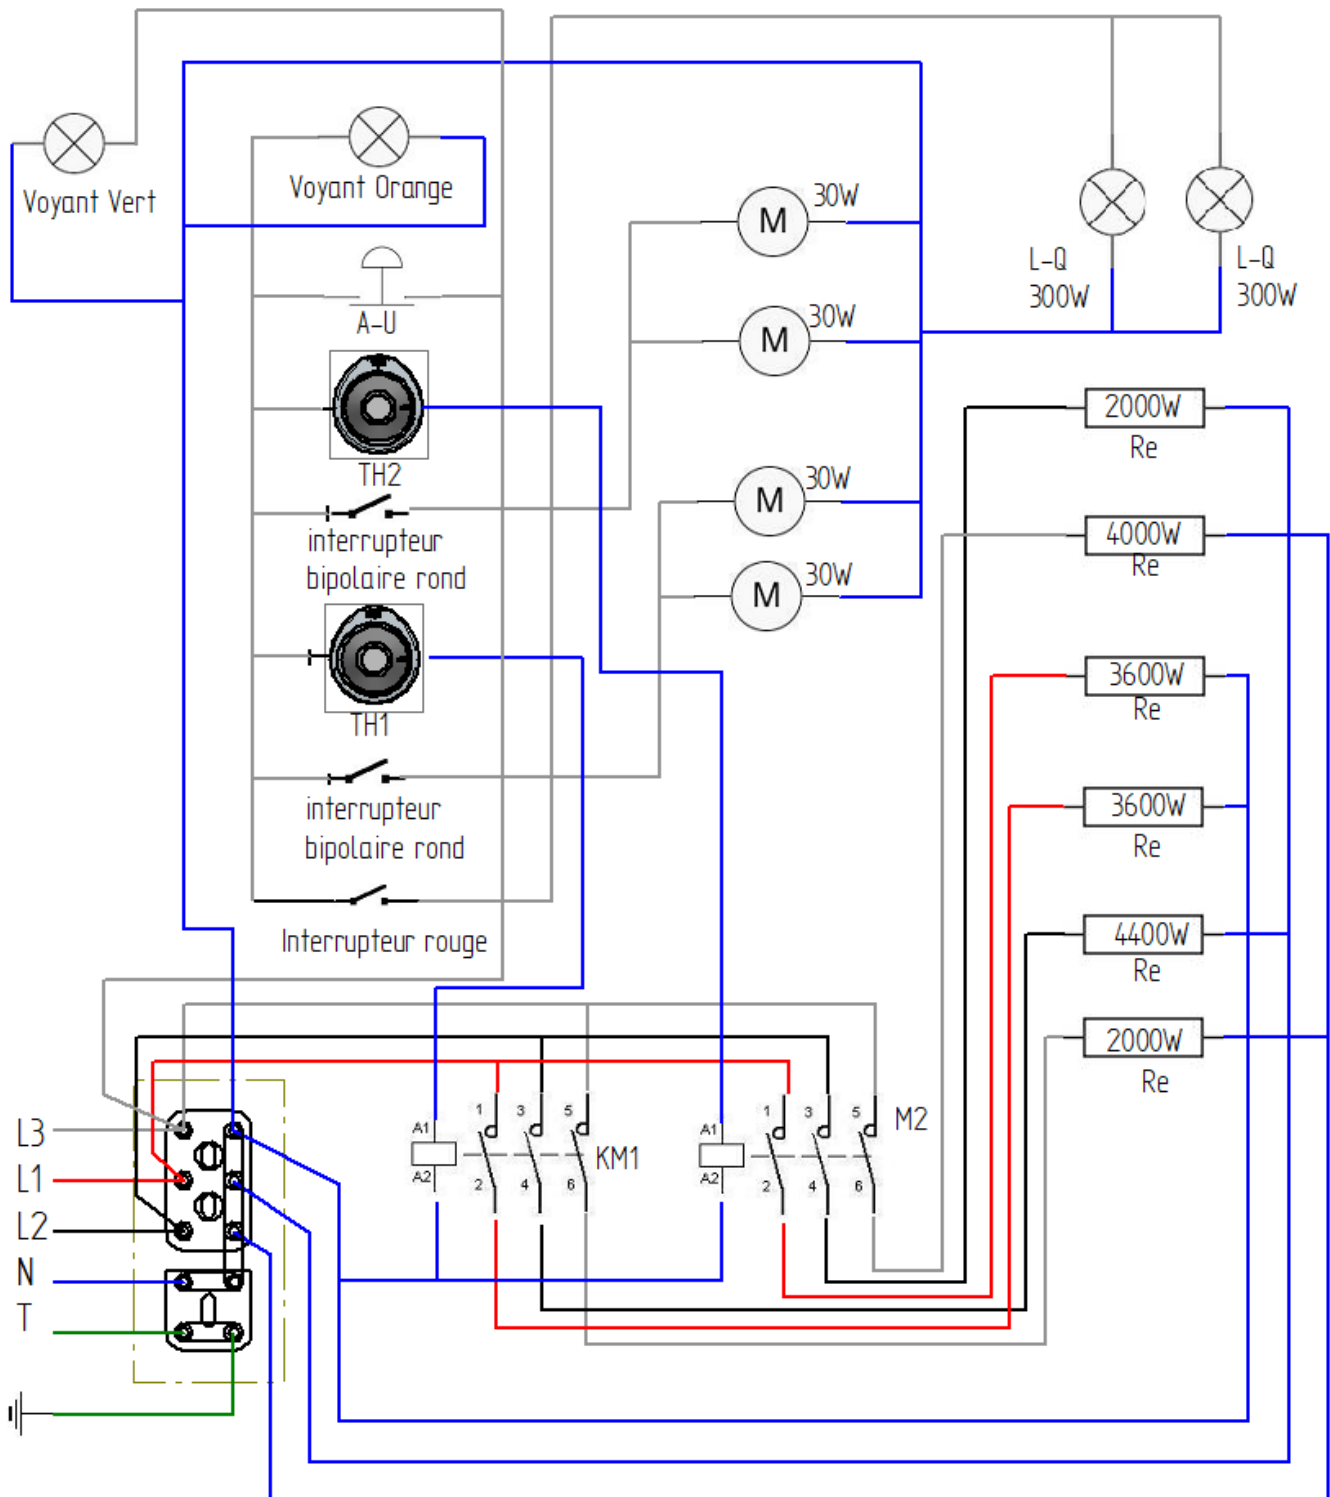 Voyant Vert
Voyant Orange
A-U
TH2
interrupteur
bipolaire rond
TH1
interrupteur
bipolaire rond
Interrupteur rouge
30W
M
30W
M
30W
M
30W
M
L-Q
300W
L-Q
300W
2000W
Re
4000W
Re
3600W
Re
3600W
Re
4400W
Re
2000W
Re
A1
A2
1 3 5
2 4 6
KM1
A1
A2
1 3 5
2 4 6
M2
L3
L1
L2
N
T